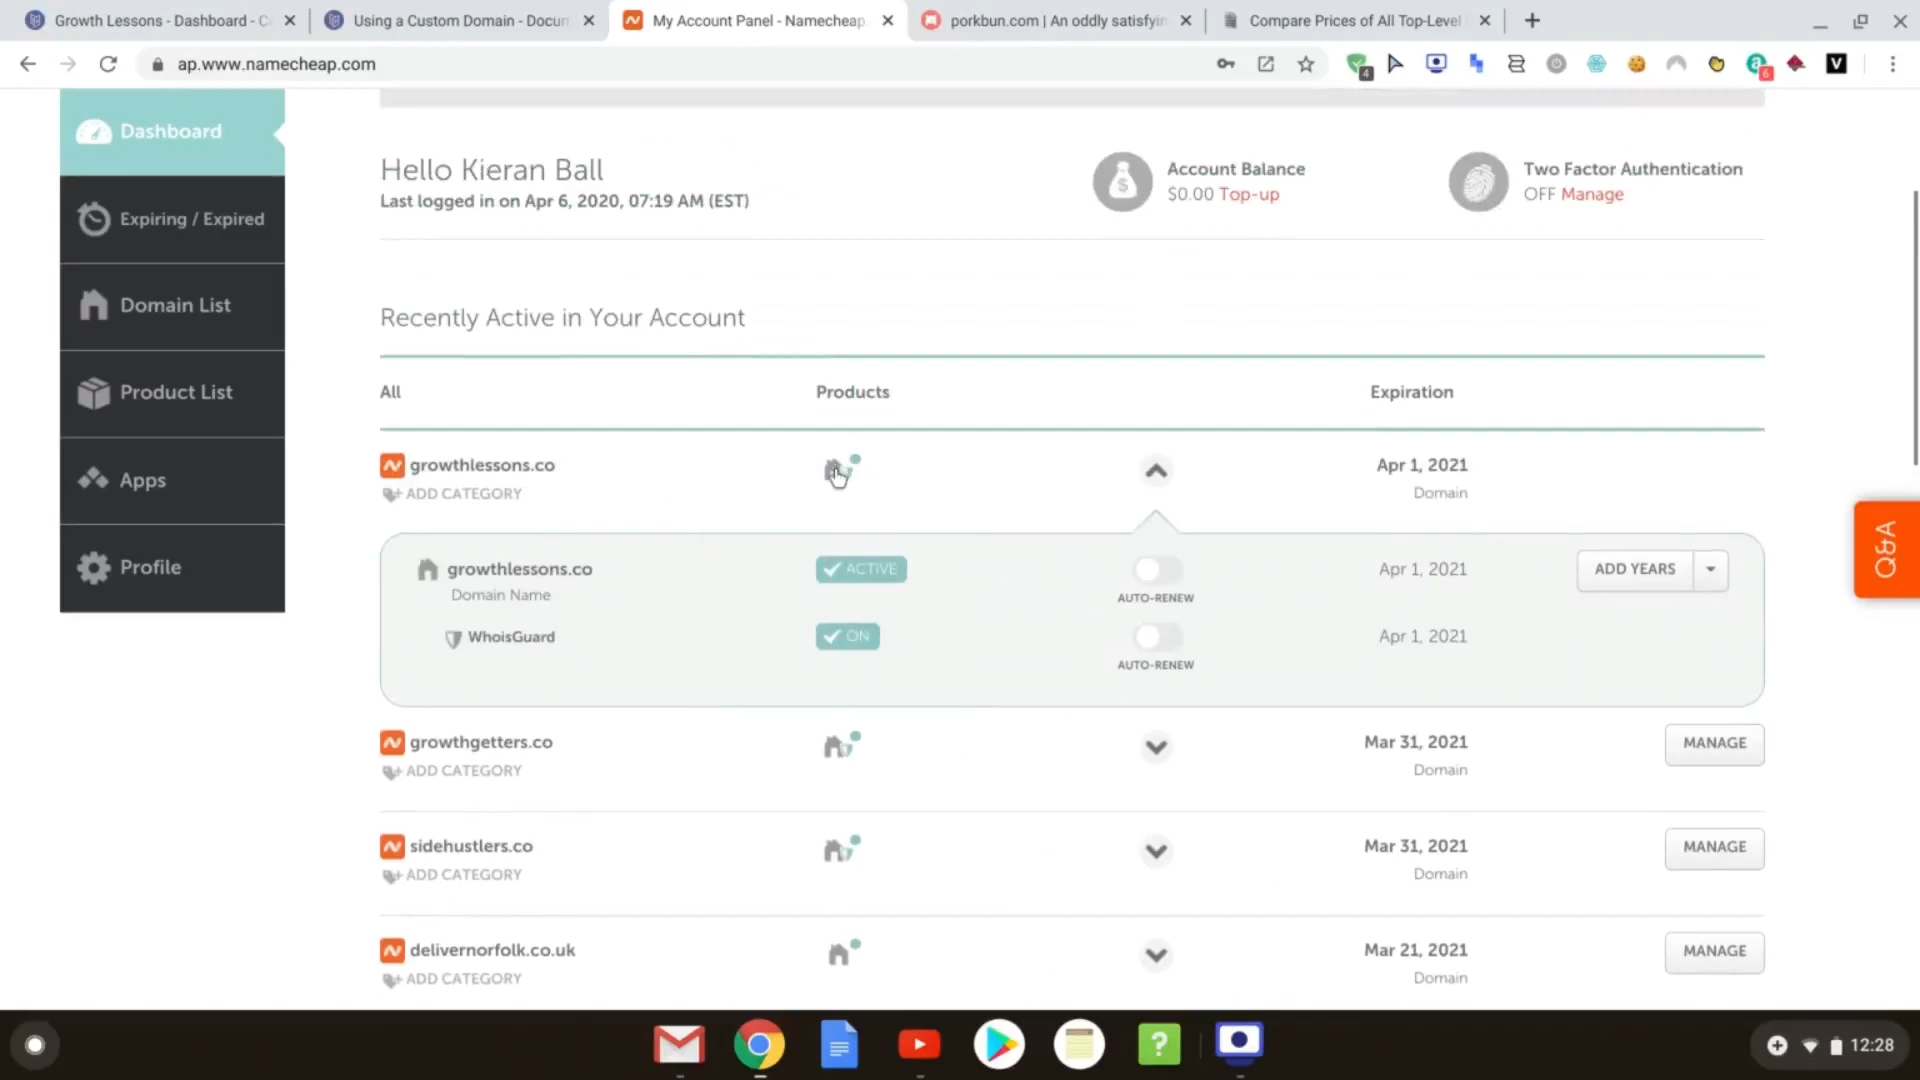 Growth Lessons - Dashboard - C
Using a Custom Domain - Docum
My Account Panel - Namecheap
porkbun.com | An oddly satisfyin
Compare Prices of All Top-Level
ap.www.namecheap.com
4
6
V
Dashboard
Expiring / Expired
Domain List
Product List
Apps
Profile
Hello Kieran Ball
Last logged in on Apr 6, 2020, 07:19 AM (EST)
Account Balance
$0.00 Top-up
Two Factor Authentication
OFF Manage
Recently Active in Your Account
All Products Expiration
growthlessons.co Apr 1, 2021
ADD CATEGORY Domain
growthlessons.co ACTIVE Apr 1, 2021 ADD YEARS
Domain Name AUTO-RENEW
WhoisGuard ON Apr 1, 2021
AUTO-RENEW
growthgetters.co Mar 31, 2021 MANAGE
ADD CATEGORY Domain
sidehustlers.co Mar 31, 2021 MANAGE
ADD CATEGORY Domain
delivernorfolk.co.uk Mar 21, 2021 MANAGE
ADD CATEGORY Domain
Q&A
12:28